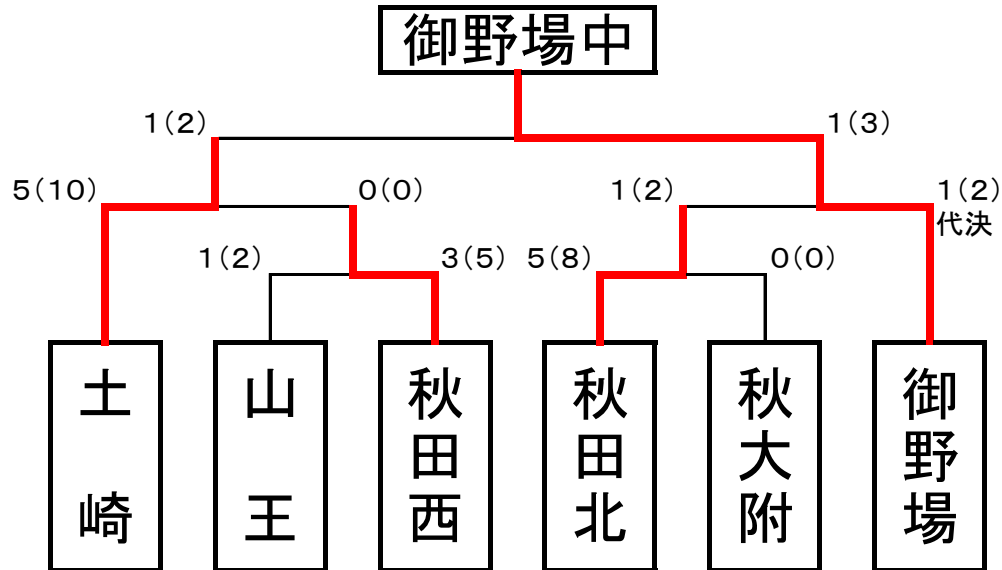 御野場中
1(2)
1(3)
5(10)
0(0)
1(2)
1(2)
代決
1(2)
3(5)
5(8)
0(0)
土崎
山王
秋田西
秋田北
秋大附
御野場